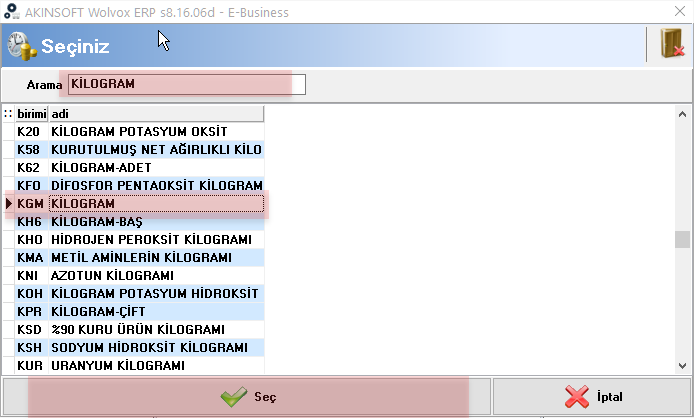 AKINSOFT Wolvox ERP s8.16.06d - E-Business
Seçiniz
Arama KİLOGRAM
birimi adi
K20 KİLOGRAM POTASYUM OKSİT
K58 KURUTULMUŞ NET AĞIRLIKLI KİLO
K62 KİLOGRAM-ADET
KFO DİFOSFOR PENTAOKSİT KİLOGRAM
KGM KİLOGRAM
KH6 KİLOGRAM-BAŞ
KHO HİDROJEN PEROKSİT KİLOGRAMI
KMA METİL AMİNLERİN KİLOGRAMI
KNI AZOTUN KİLOGRAMI
KOH KİLOGRAM POTASYUM HİDROKSİT
KPR KİLOGRAM-ÇİFT
KSD %90 KURU ÜRÜN KİLOGRAMI
KSH SODYUM HİDROKSİT KİLOGRAMI
KUR URANYUM KİLOGRAMI
Seç İptal